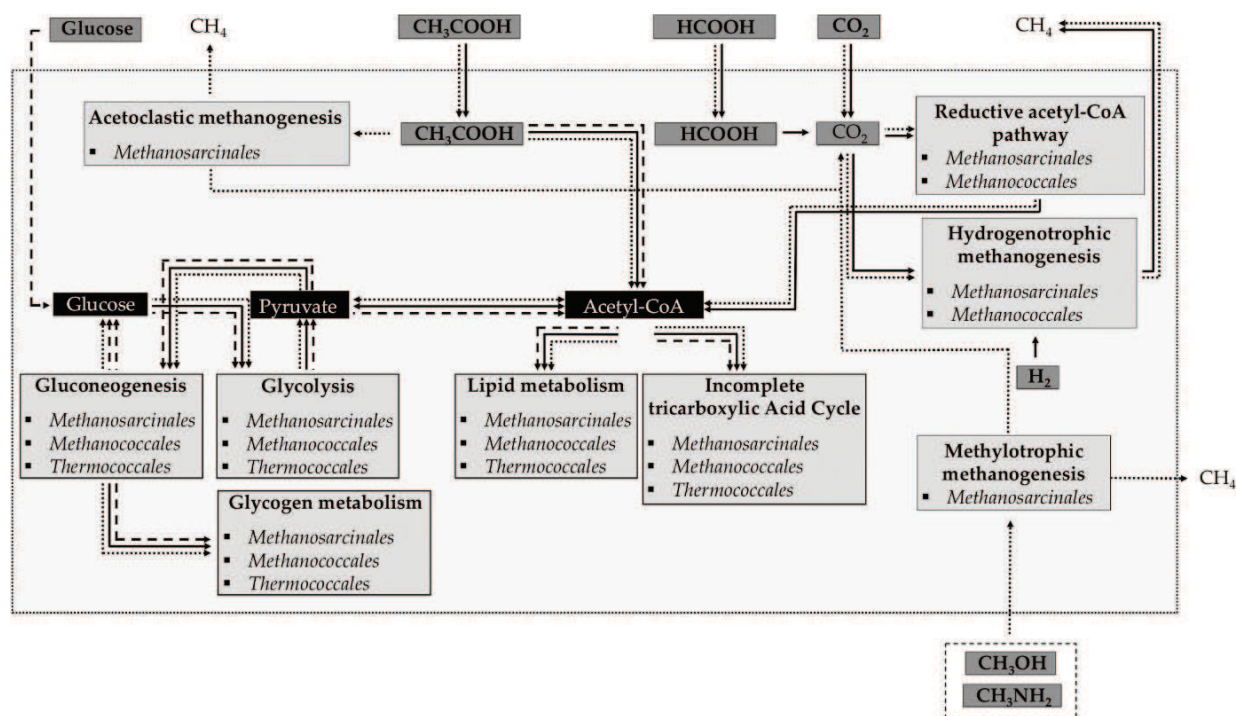 Glucose
CH₄
CH₃COOH
HCOOH
CO₂
CH₄
Acetoclastic methanogenesis
▪ Methanosarcinales
CH₃COOH
HCOOH
CO₂
Reductive acetyl-CoA
pathway
▪ Methanosarcinales
▪ Methanococcales
Hydrogenotrophic
methanogenesis
▪ Methanosarcinales
▪ Methanococcales
Glucose
Pyruvate
Acetyl-CoA
H₂
Gluconeogenesis
▪ Methanosarcinales
▪ Methanococcales
▪ Thermococcales
Glycolysis
▪ Methanosarcinales
▪ Methanococcales
▪ Thermococcales
Lipid metabolism
▪ Methanosarcinales
▪ Methanococcales
▪ Thermococcales
Incomplete
tricarboxylic Acid Cycle
▪ Methanosarcinales
▪ Methanococcales
▪ Thermococcales
Methylotrophic
methanogenesis
▪ Methanosarcinales
CH₄
Glycogen metabolism
▪ Methanosarcinales
▪ Methanococcales
▪ Thermococcales
CH₃OH
CH₃NH₂